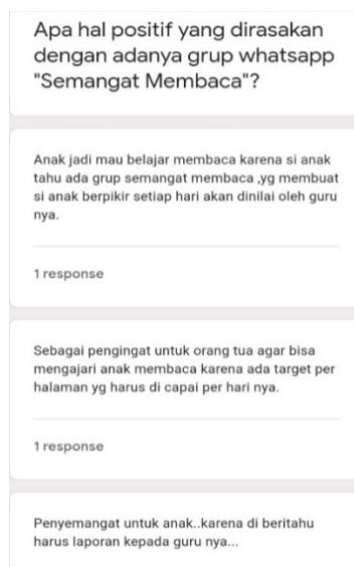 Apa hal positif yang dirasakan
dengan adanya grup whatsapp
"Semangat Membaca"?
Anak jadi mau belajar membaca karena si anak
tahu ada grup semangat membaca ,yg membuat
si anak berpikir setiap hari akan dinilai oleh guru
nya.
1 response
Sebagai pengingat untuk orang tua agar bisa
mengajari anak membaca karena ada target per
halaman yg harus di capai per hari nya.
1 response
Penyemangat untuk anak..karena di beritahu
harus laporan kepada guru nya...